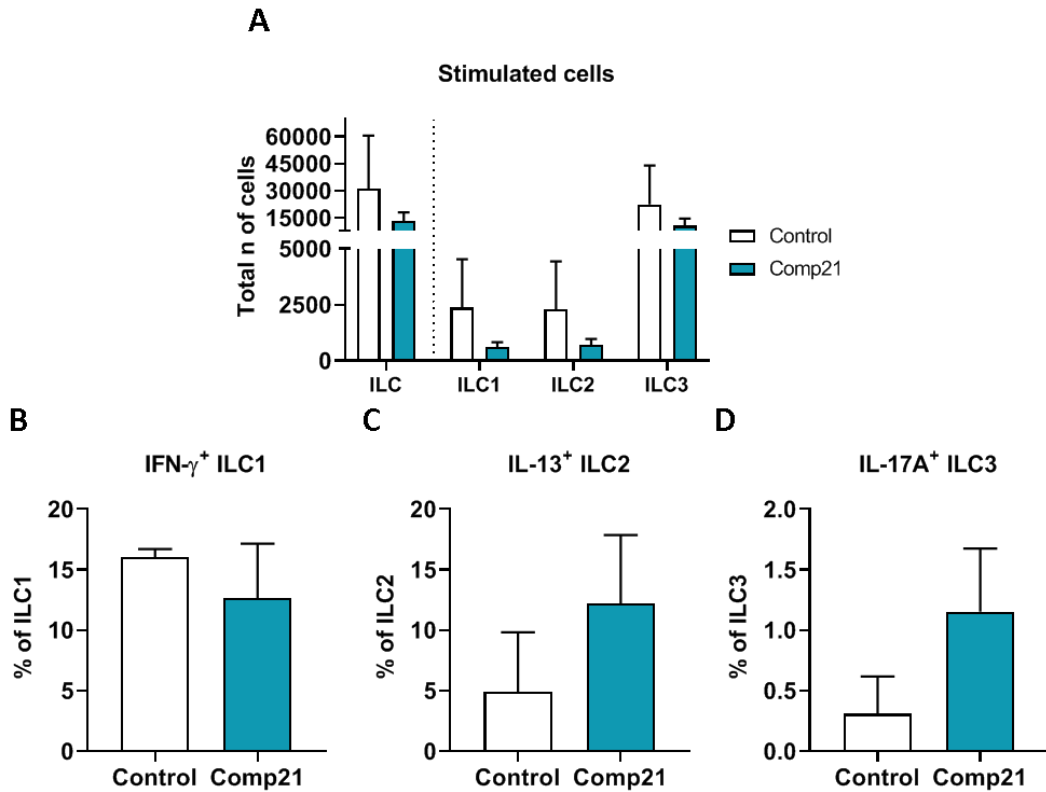 A
Stimulated cells
Total n of cells
60000
45000
30000
15000
5000
2500
0
ILC
ILC1
ILC2
ILC3
Control
Comp21
B
IFN-γ⁺ ILC1
% of ILC1
20
15
10
5
0
Control
Comp21
C
IL-13⁺ ILC2
% of ILC2
20
15
10
5
0
Control
Comp21
D
IL-17A⁺ ILC3
% of ILC3
2.0
1.5
1.0
0.5
0.0
Control
Comp21